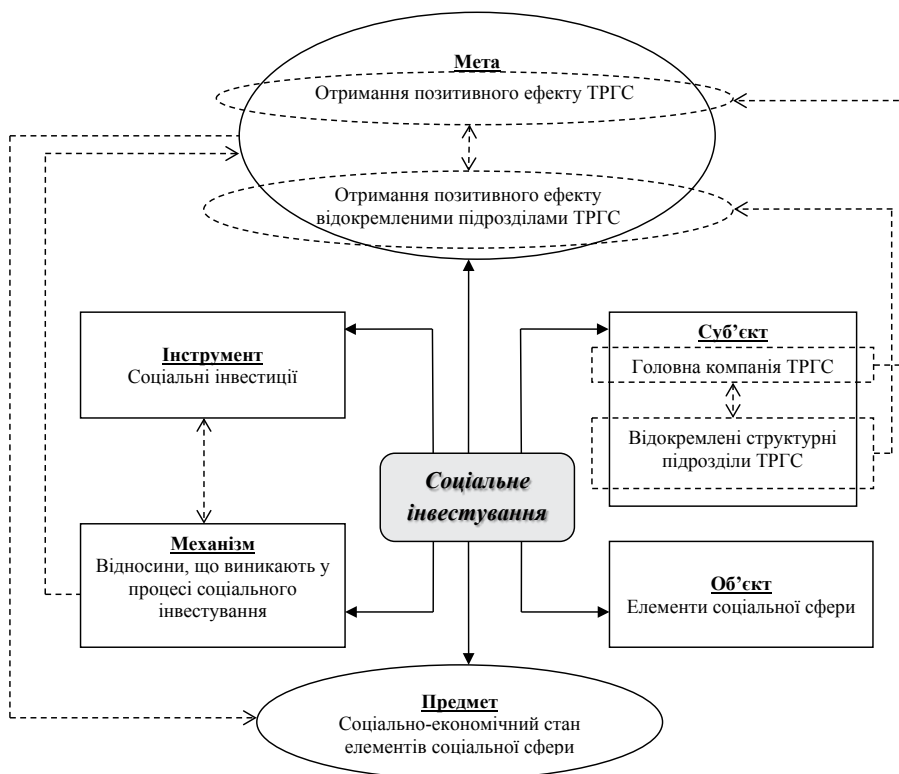 Мета
Отримання позитивного ефекту ТРГС
Отримання позитивного ефекту
відокремленими підрозділами ТРГС
Інструмент
Соціальні інвестиції
Суб’єкт
Головна компанія ТРГС
Відокремлені структурні
підрозділи ТРГС
Соціальне
інвестування
Механізм
Відносини, що виникають у
процесі соціального
інвестування
Об’єкт
Елементи соціальної сфери
Предмет
Соціально-економічний стан
елементів соціальної сфери